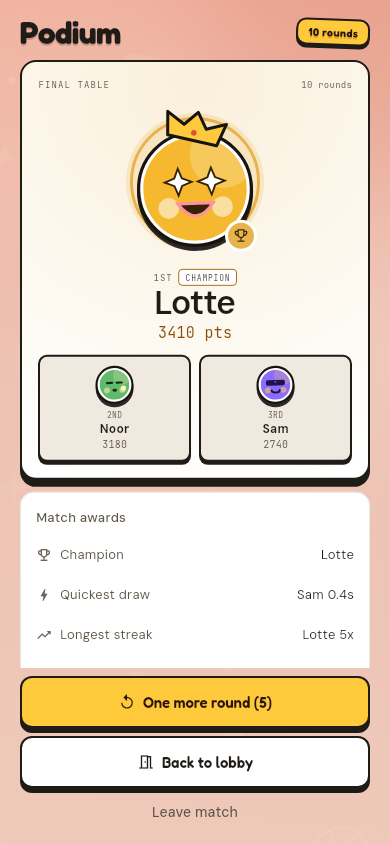 Podium
10 rounds
FINAL TABLE
10 rounds
1ST CHAMPION
Lotte
3410 pts
2ND
Noor
3180
3RD
Sam
2740
Match awards
Champion Lotte
Quickest draw Sam 0.4s
Longest streak Lotte 5x
One more round (5)
Back to lobby
Leave match